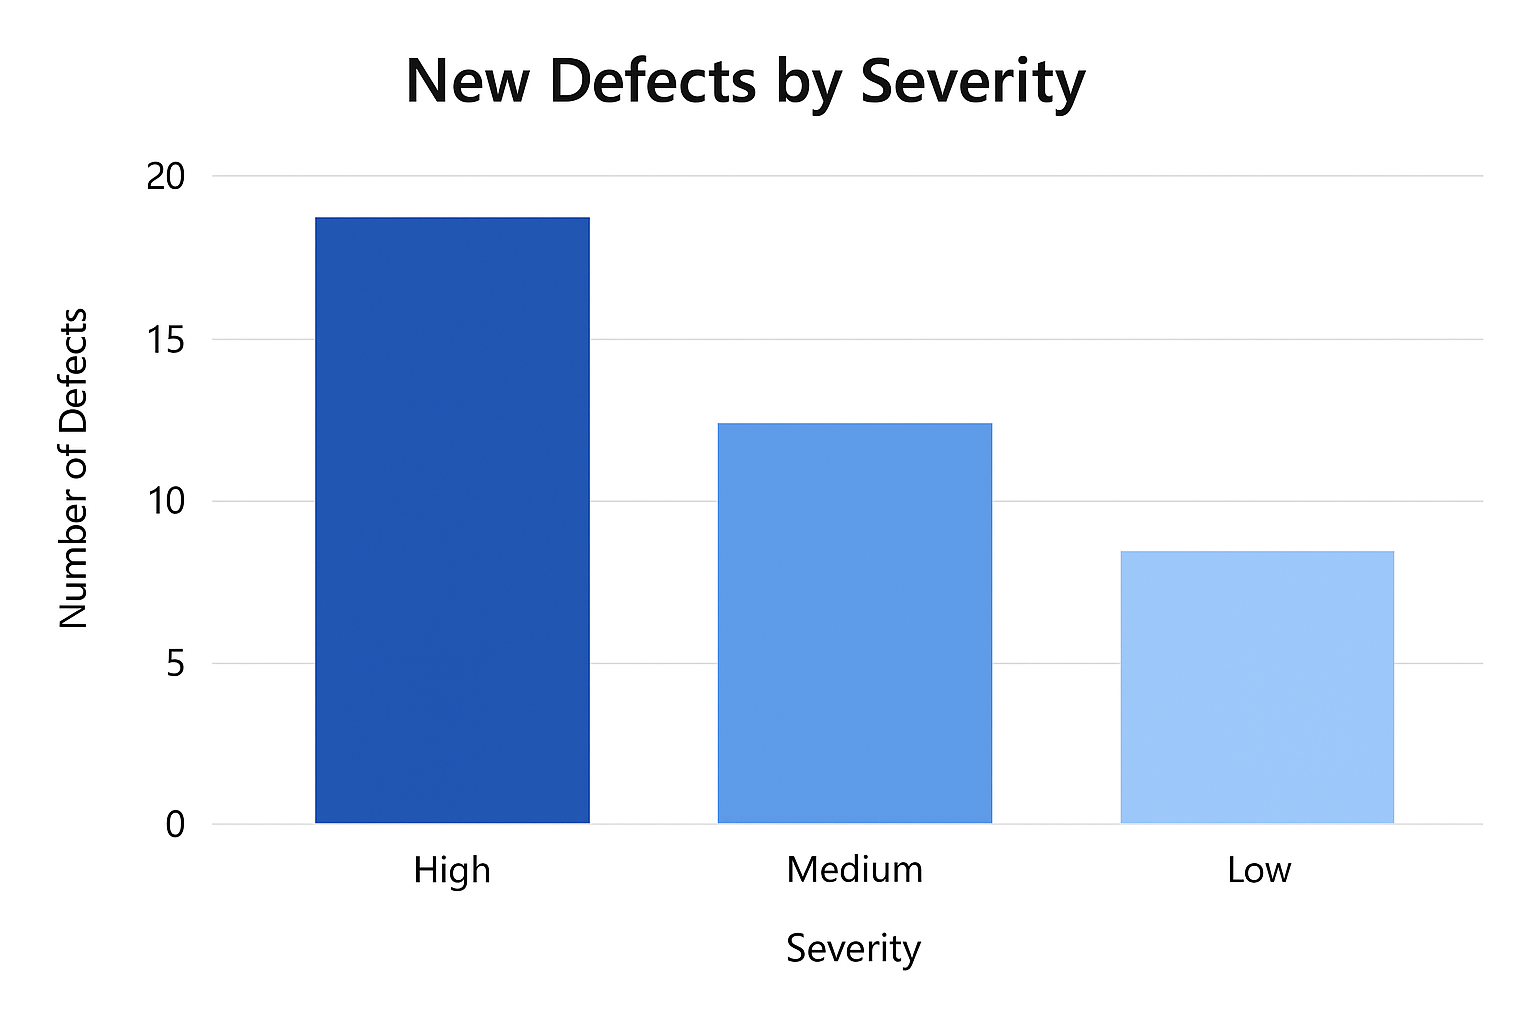 New Defects by Severity
20
15
10
5
0
Number of Defects
High
Medium
Low
Severity